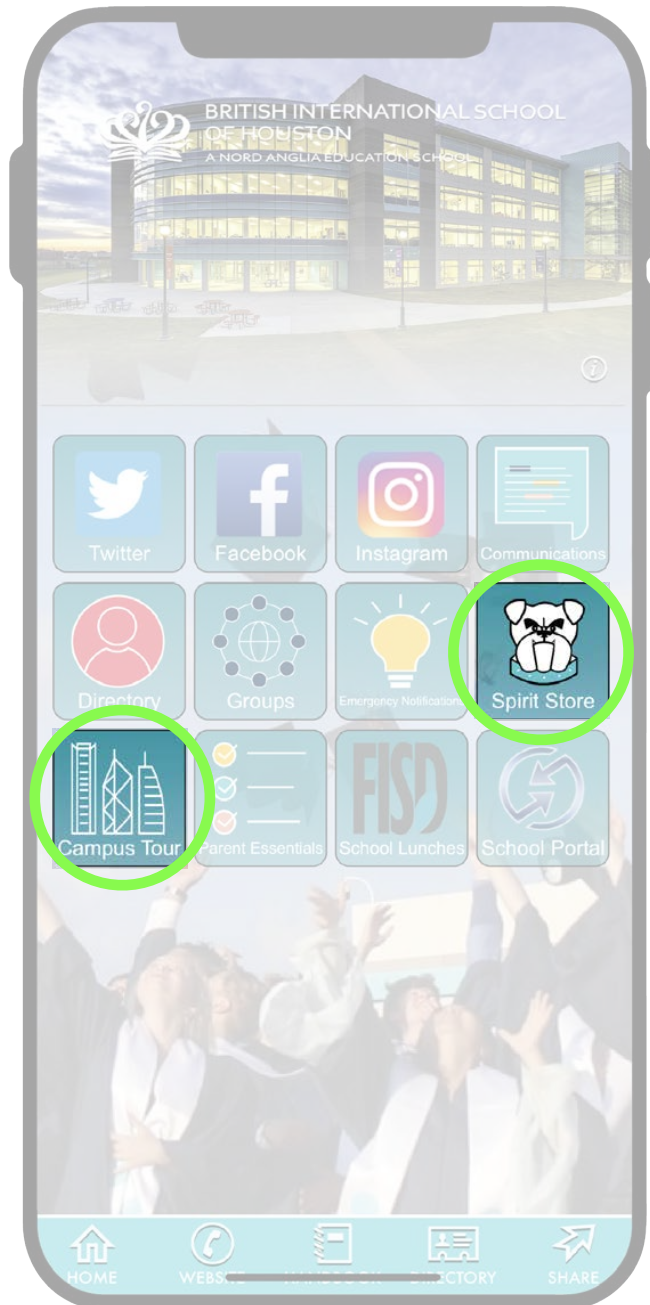 BRITISH INTERNATIONAL SCHOOL
OF HOUSTON
A NORD ANGLIA EDUCATION SCHOOL
Twitter
Facebook
Instagram
Communications
Directory
Groups
Emergency Notifications
Spirit Store
Campus Tour
Parent Essentials
FISD
School Lunches
School Portal
HOME
WEBSITE
HANDBOOK
DIRECTORY
SHARE